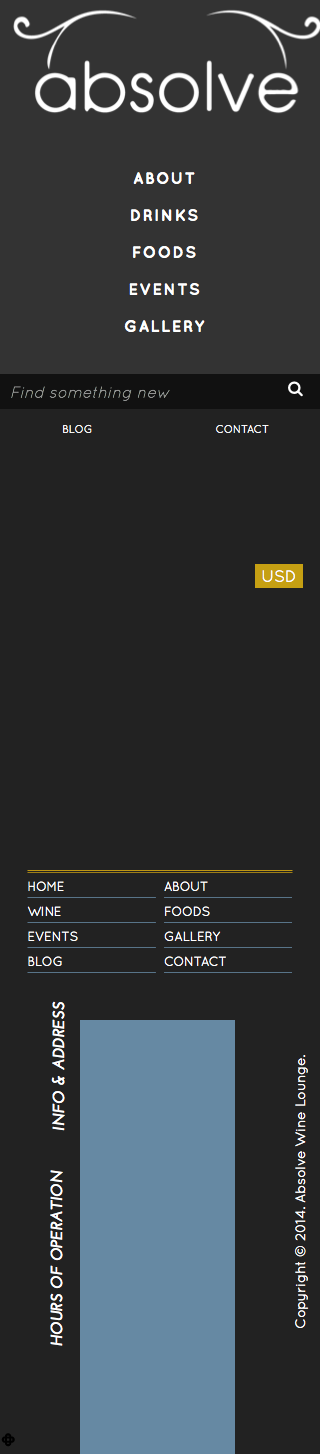 absolve
ABOUT
DRINKS
FOODS
EVENTS
GALLERY
Find something new
BLOG CONTACT
USD
HOME ABOUT
WINE FOODS
EVENTS GALLERY
BLOG CONTACT
INFO & ADDRESS
HOURS OF OPERATION
Copyright © 2014. Absolve Wine Lounge.